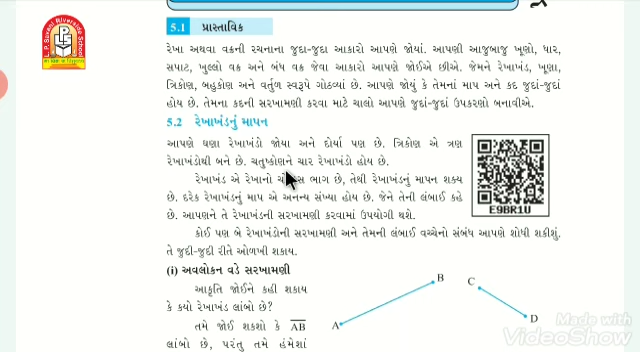 L.P. Savani Riverside School
5.1 પ્રાસ્તાવિક
રેખા અથવા વક્રની રચનાના જુદા-જુદા આકારો આપણે જોયાં. આપણી આજુબાજુ ખૂણો, ધાર,
સપાટ, ખુલ્લો વક્ર અને બંધ વક્ર જેવા આકારો આપણે જોઈએ છીએ. જેમને રેખાખંડ, ખૂણા,
ત્રિકોણ, બહુકોણ અને વર્તુળ સ્વરૂપે ગોઠવ્યાં છે. આપણે જોયું કે તેમનાં માપ અને કદ જુદાં-જુદાં
હોય છે. તેમના કદની સરખામણી કરવા માટે ચાલો આપણે જુદાં-જુદાં ઉપકરણો બનાવીએ.
5.2 રેખાખંડનું માપન
આપણે ઘણા રેખાખંડો જોયા અને દોર્યા પણ છે. ત્રિકોણ એ ત્રણ
રેખાખંડોથી બને છે. ચતુષ્કોણને ચાર રેખાખંડો હોય છે.
રેખાખંડ એ રેખાનો ભાગ છે, તેથી રેખાખંડનું માપન શક્ય
છે. દરેક રેખાખંડનું માપ એ અનન્ય સંખ્યા હોય છે. જેને તેની લંબાઈ કહે
છે. આપણને તે રેખાખંડની સરખામણી કરવામાં ઉપયોગી થશે.
E9BR1U
કોઈ પણ બે રેખાખંડોની સરખામણી અને તેમની લંબાઈ વચ્ચેનો સંબંધ આપણે શોધી શકીશું.
તે જુદી-જુદી રીતે ઓળખી શકાય.
(i) અવલોકન વડે સરખામણી
આકૃતિ જોઈને કહી શકાય
કે કયો રેખાખંડ લાંબો છે?
તમે જોઈ શકશો કે AB
લાંબો છે, પરંતુ તમે હંમેશાં
A
B
C
D
Made with
VideoShow